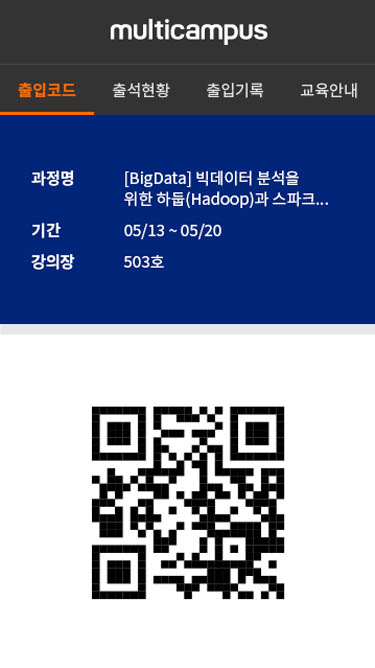 multicampus
출입코드 출석현황 출입기록 교육안내
과정명 [BigData] 빅데이터 분석을
위한 하둡(Hadoop)과 스파크...
기간 05/13 ~ 05/20
강의장 503호